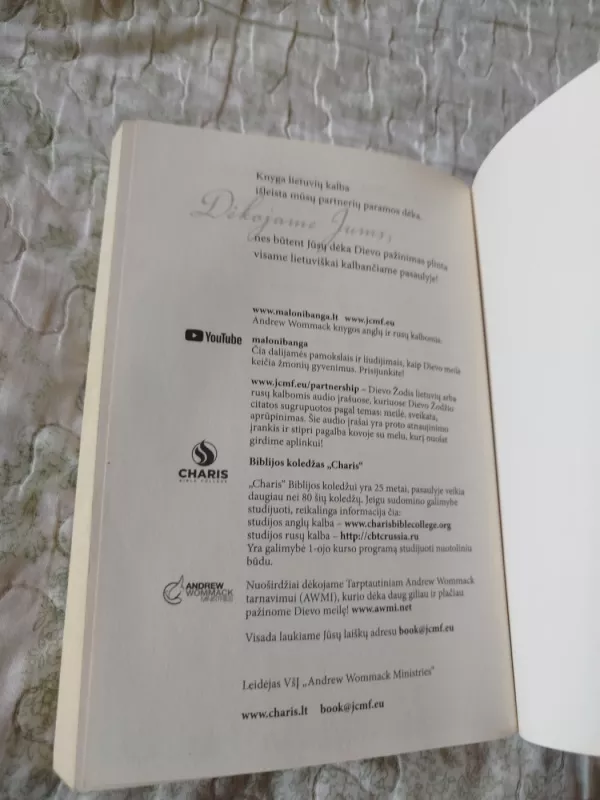 Knyga lietuvių kalba
išleista mūsų partnerių paramos dėka.
Dėkojame Jums,
nes būtent Jūsų dėka Dievo pažinimas plinta
visame lietuviškai kalbančiame pasaulyje!
www.malonibanga.lt www.jcmf.eu
Andrew Wommack knygos anglų ir rusų kalbomis.
YouTube
malonibanga
Čia dalijamės pamokslais ir liudijimais, kaip Dievo meilė
keičia žmonių gyvenimus. Prisijunkite!
www.jcmf.eu/partnership – Dievo Žodis lietuvių arba
rusų kalbomis audio įrašuose, kuriuose Dievo Žodžio
citatos sugrupuotos pagal temas: meilė, sveikata,
aprūpinimas. Šie audio įrašai yra proto atnaujinimo
įrankis ir stipri pagalba kovoje su melu, kurį nuolat
girdime aplinkui!
CHARIS
BIBLE COLLEGE
Biblijos koledžas „Charis"
„Charis" Biblijos koledžui yra 25 metai, pasaulyje veikia
daugiau nei 80 šių koledžų. Jeigu sudomino galimybė
studijuoti, reikalinga informacija čia:
studijos anglų kalba – www.charisbiblecollege.org
studijos rusų kalba – http://cbtcrussia.ru
Yra galimybė 1-ojo kurso programą studijuoti nuotoliniu
būdu.
ANDREW
WOMMACK
MINISTRIES
Nuoširdžiai dėkojame Tarptautiniam Andrew Wommack
tarnavimui (AWMI), kurio dėka daug giliau ir plačiau
pažinome Dievo meilę! www.awmi.net
Visada laukiame Jūsų laiškų adresu book@jcmf.eu
Leidėjas VšĮ „Andrew Wommack Ministries"
www.charis.lt book@jcmf.eu